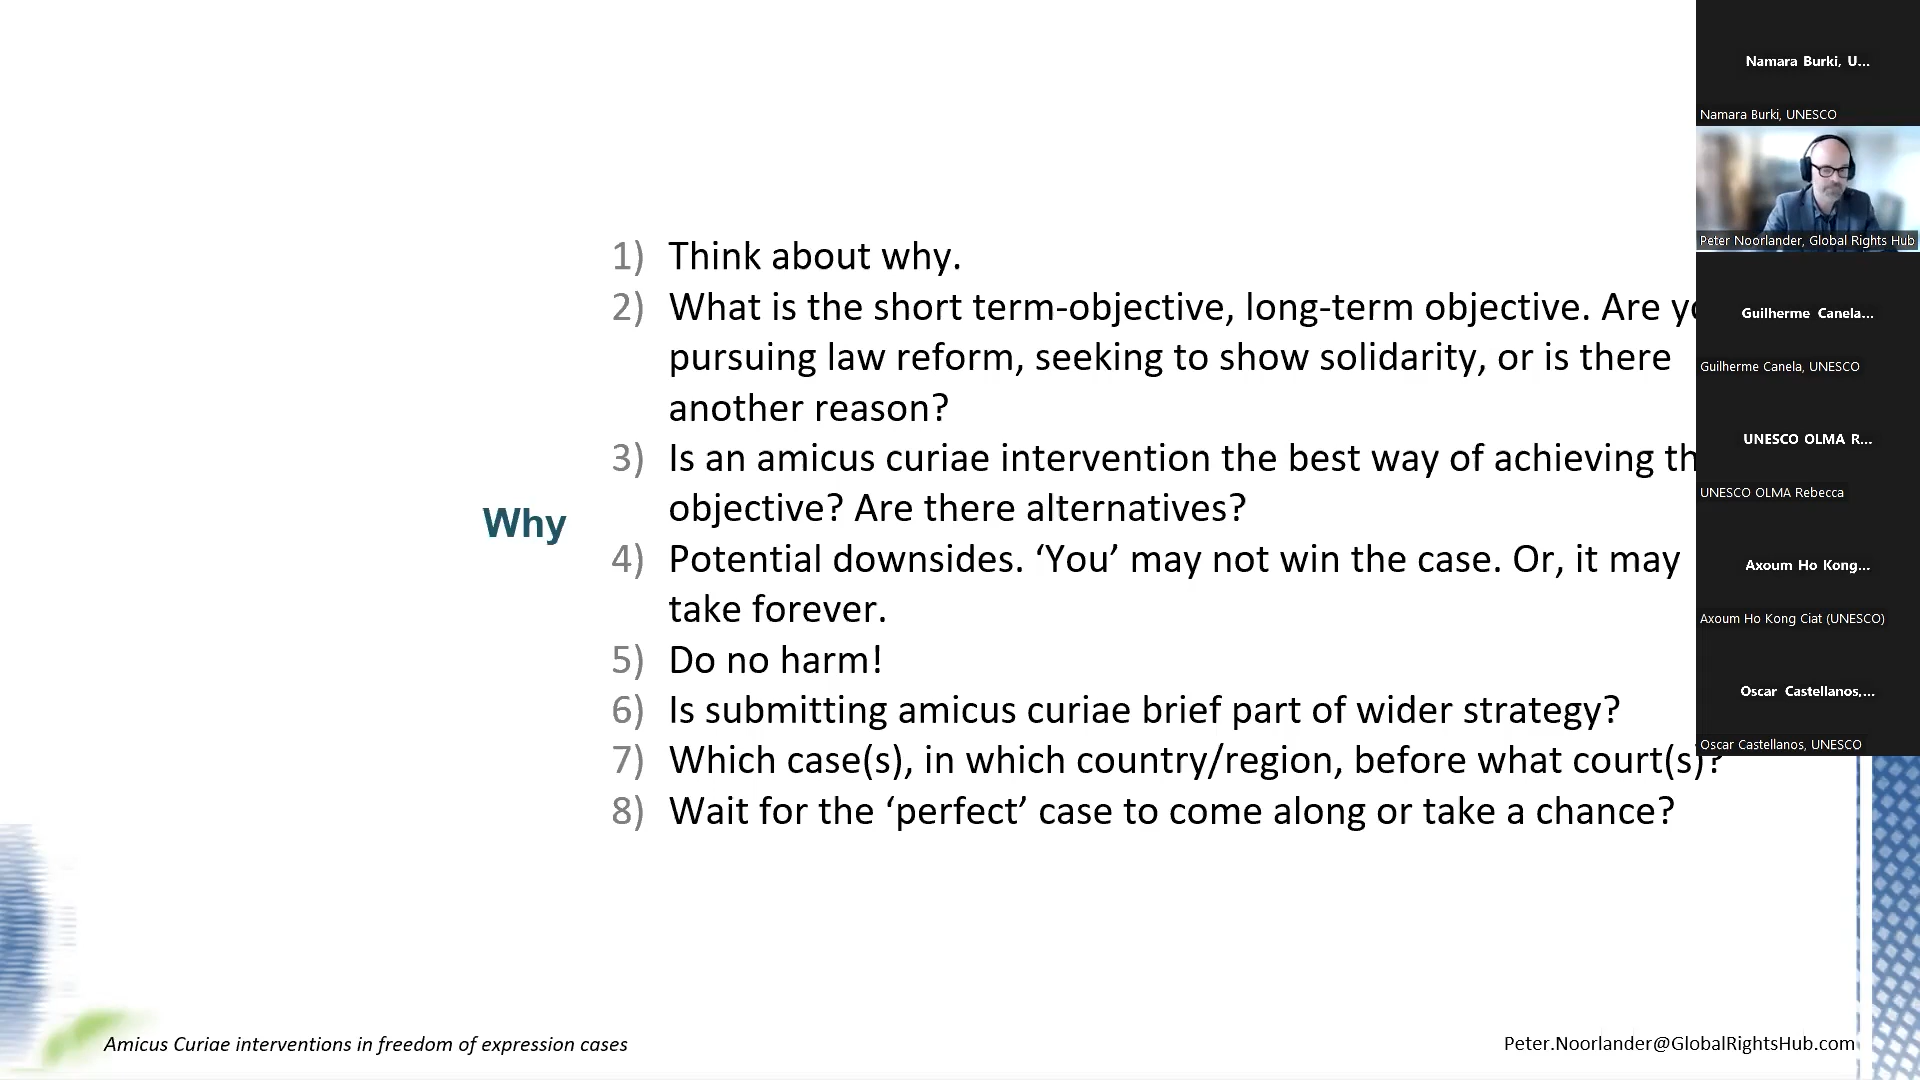 Why
1) Think about why.
2) What is the short term-objective, long-term objective. Are
pursuing law reform, seeking to show solidarity, or is there
another reason?
3) Is an amicus curiae intervention the best way of achieving
objective? Are there alternatives?
4) Potential downsides. ‘You’ may not win the case. Or, it may
take forever.
5) Do no harm!
6) Is submitting amicus curiae brief part of wider strategy?
7) Which case(s), in which country/region, before what court(s)?
8) Wait for the ‘perfect’ case to come along or take a chance?
Amicus Curiae interventions in freedom of expression cases
Peter.Noorlander@GlobalRightsHub.com
Namara Burki, U...
Namara Burki, UNESCO
Peter Noorlander, Global Rights Hub
Guilherme Canela...
Guilherme Canela, UNESCO
UNESCO OLMA R...
UNESCO OLMA Rebecca
Axoum Ho Kong...
Axoum Ho Kong Ciat (UNESCO)
Oscar Castellanos,...
Oscar Castellanos, UNESCO